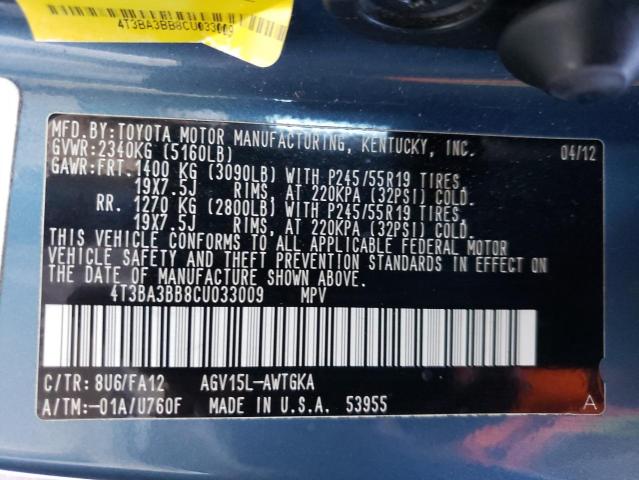 4T3BA3BB8CU033009
MFD.BY:TOYOTA MOTOR MANUFACTURING, KENTUCKY, INC. 04/12
GVWR:2340KG (5160LB)
GAWR:FRT.1400 KG (3090LB) WITH P245/55R19 TIRES,
19X7.5J RIMS, AT 220KPA (32PSI) COLD.
RR. 1270 KG (2800LB) WITH P245/55R19 TIRES,
19X7.5J RIMS, AT 220KPA (32PSI) COLD.
THIS VEHICLE CONFORMS TO ALL APPLICABLE FEDERAL MOTOR
VEHICLE SAFETY AND THEFT PREVENTION STANDARDS IN EFFECT ON
THE DATE OF MANUFACTURE SHOWN ABOVE.
4T3BA3BB8CU033009 MPV
C/TR: 8U6/FA12 AGV15L-AWTGKA
A/TM:-01A/U760F MADE IN U.S.A. 53955 A